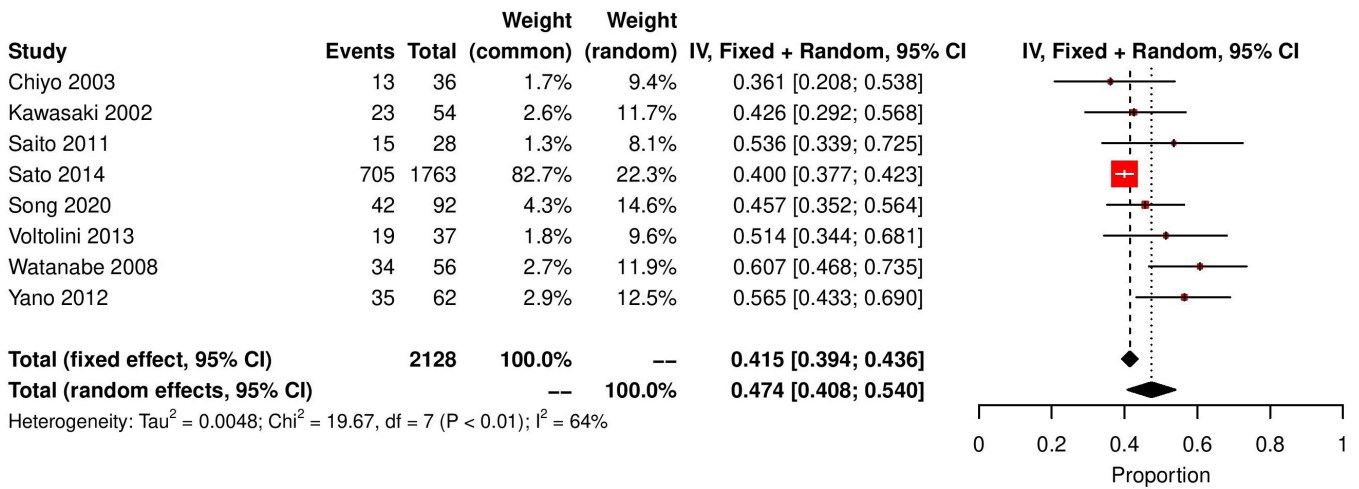 Weight Weight
Study Events Total (common) (random) IV, Fixed + Random, 95% CI IV, Fixed + Random, 95% CI
Chiyo 2003 13 36 1.7% 9.4% 0.361 [0.208; 0.538]
Kawasaki 2002 23 54 2.6% 11.7% 0.426 [0.292; 0.568]
Saito 2011 15 28 1.3% 8.1% 0.536 [0.339; 0.725]
Sato 2014 705 1763 82.7% 22.3% 0.400 [0.377; 0.423]
Song 2020 42 92 4.3% 14.6% 0.457 [0.352; 0.564]
Voltolini 2013 19 37 1.8% 9.6% 0.514 [0.344; 0.681]
Watanabe 2008 34 56 2.7% 11.9% 0.607 [0.468; 0.735]
Yano 2012 35 62 2.9% 12.5% 0.565 [0.433; 0.690]
Total (fixed effect, 95% CI) 2128 100.0% −− 0.415 [0.394; 0.436]
Total (random effects, 95% CI) −− 100.0% 0.474 [0.408; 0.540]
Heterogeneity: Tau² = 0.0048; Chi² = 19.67, df = 7 (P < 0.01); I² = 64%
0 0.2 0.4 0.6 0.8 1
Proportion